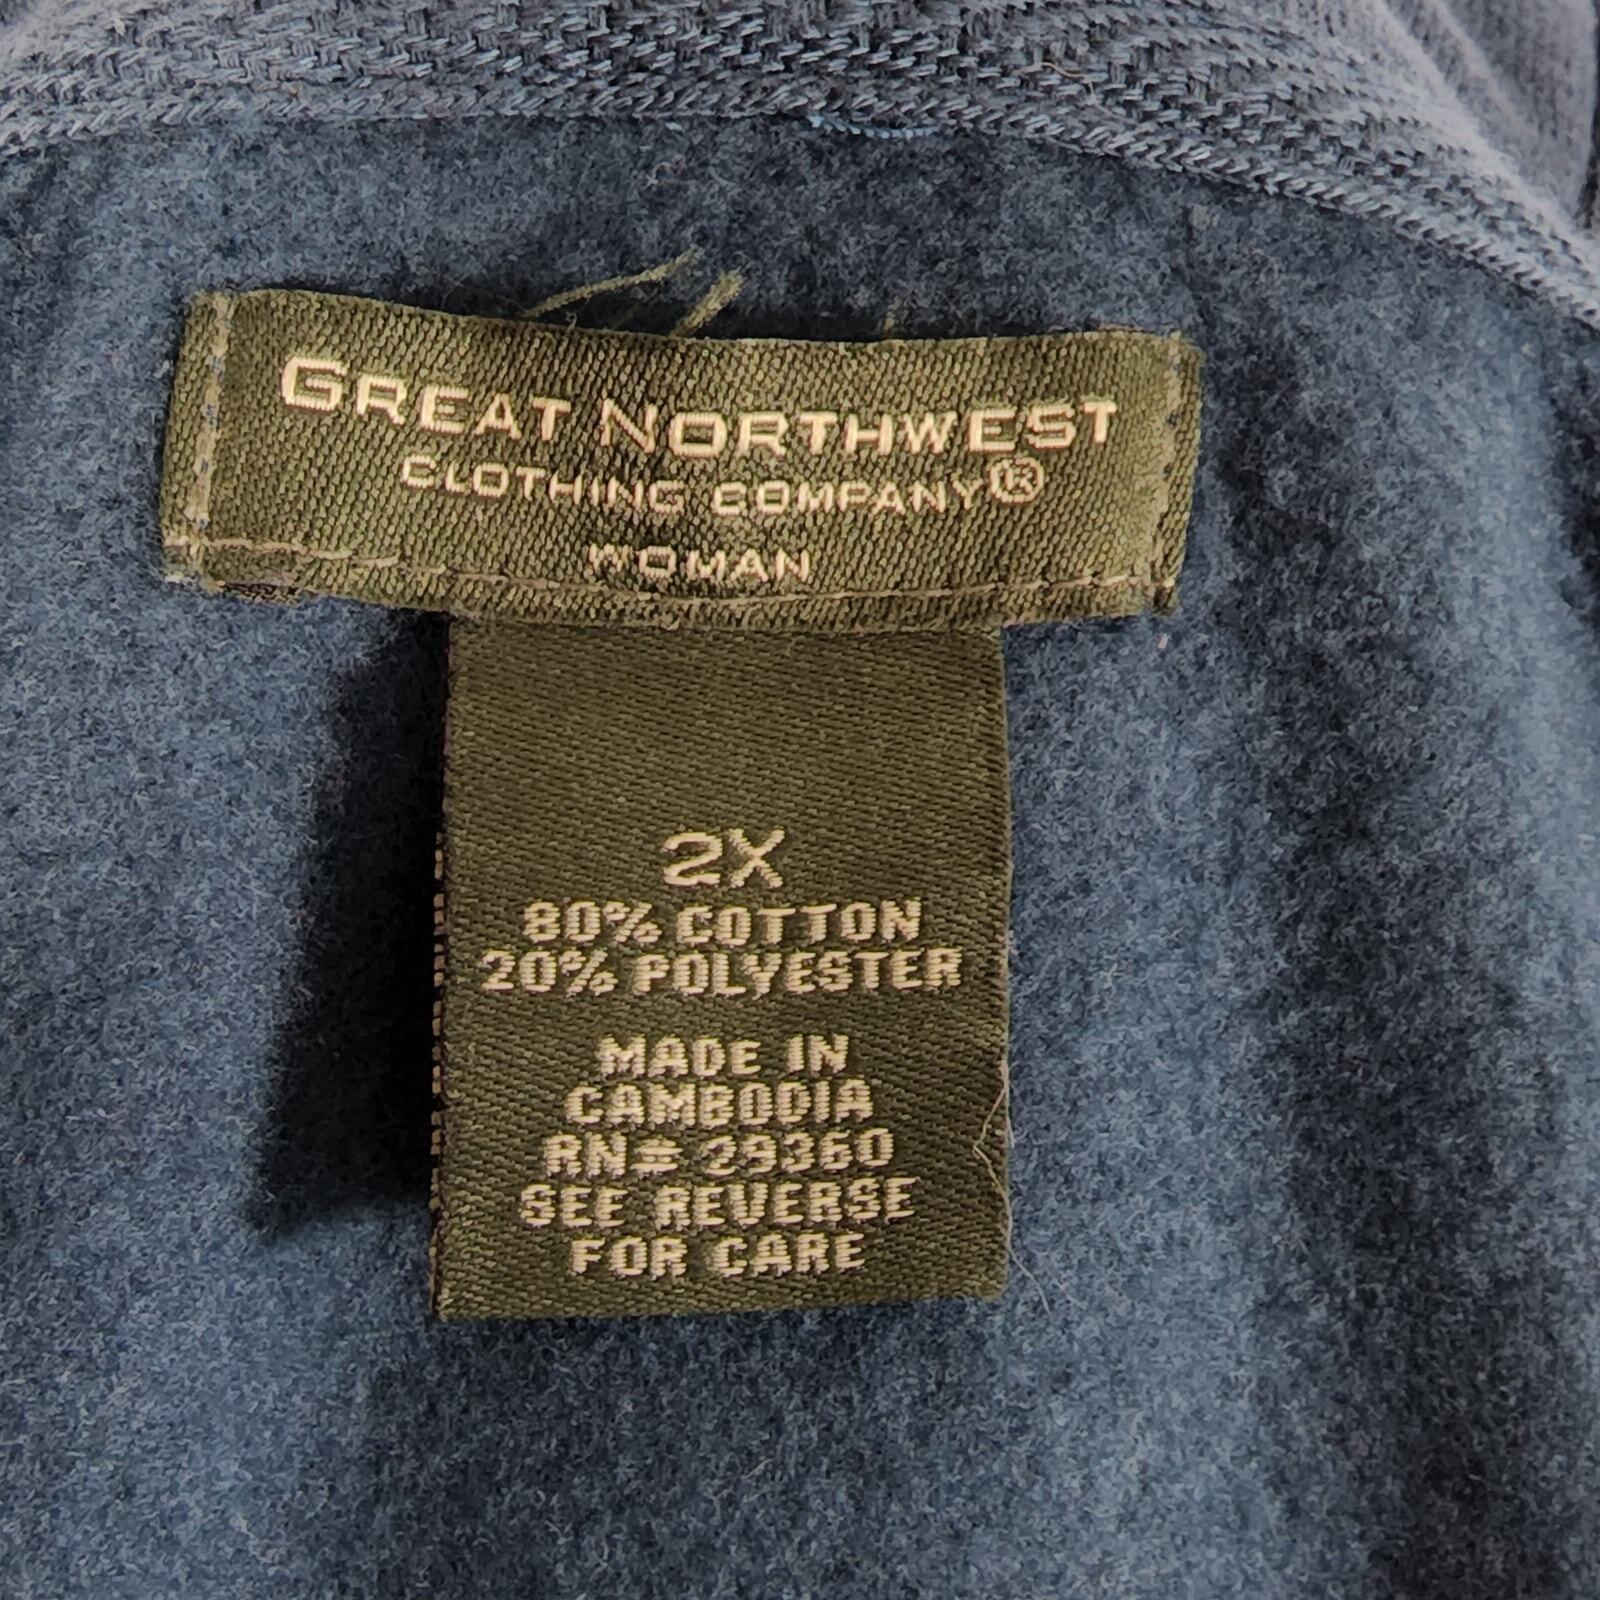 GREAT NORTHWEST
CLOTHING COMPANY®
WOMAN
2X
80% COTTON
20% POLYESTER
MADE IN
CAMBODIA
RN# 29360
SEE REVERSE
FOR CARE